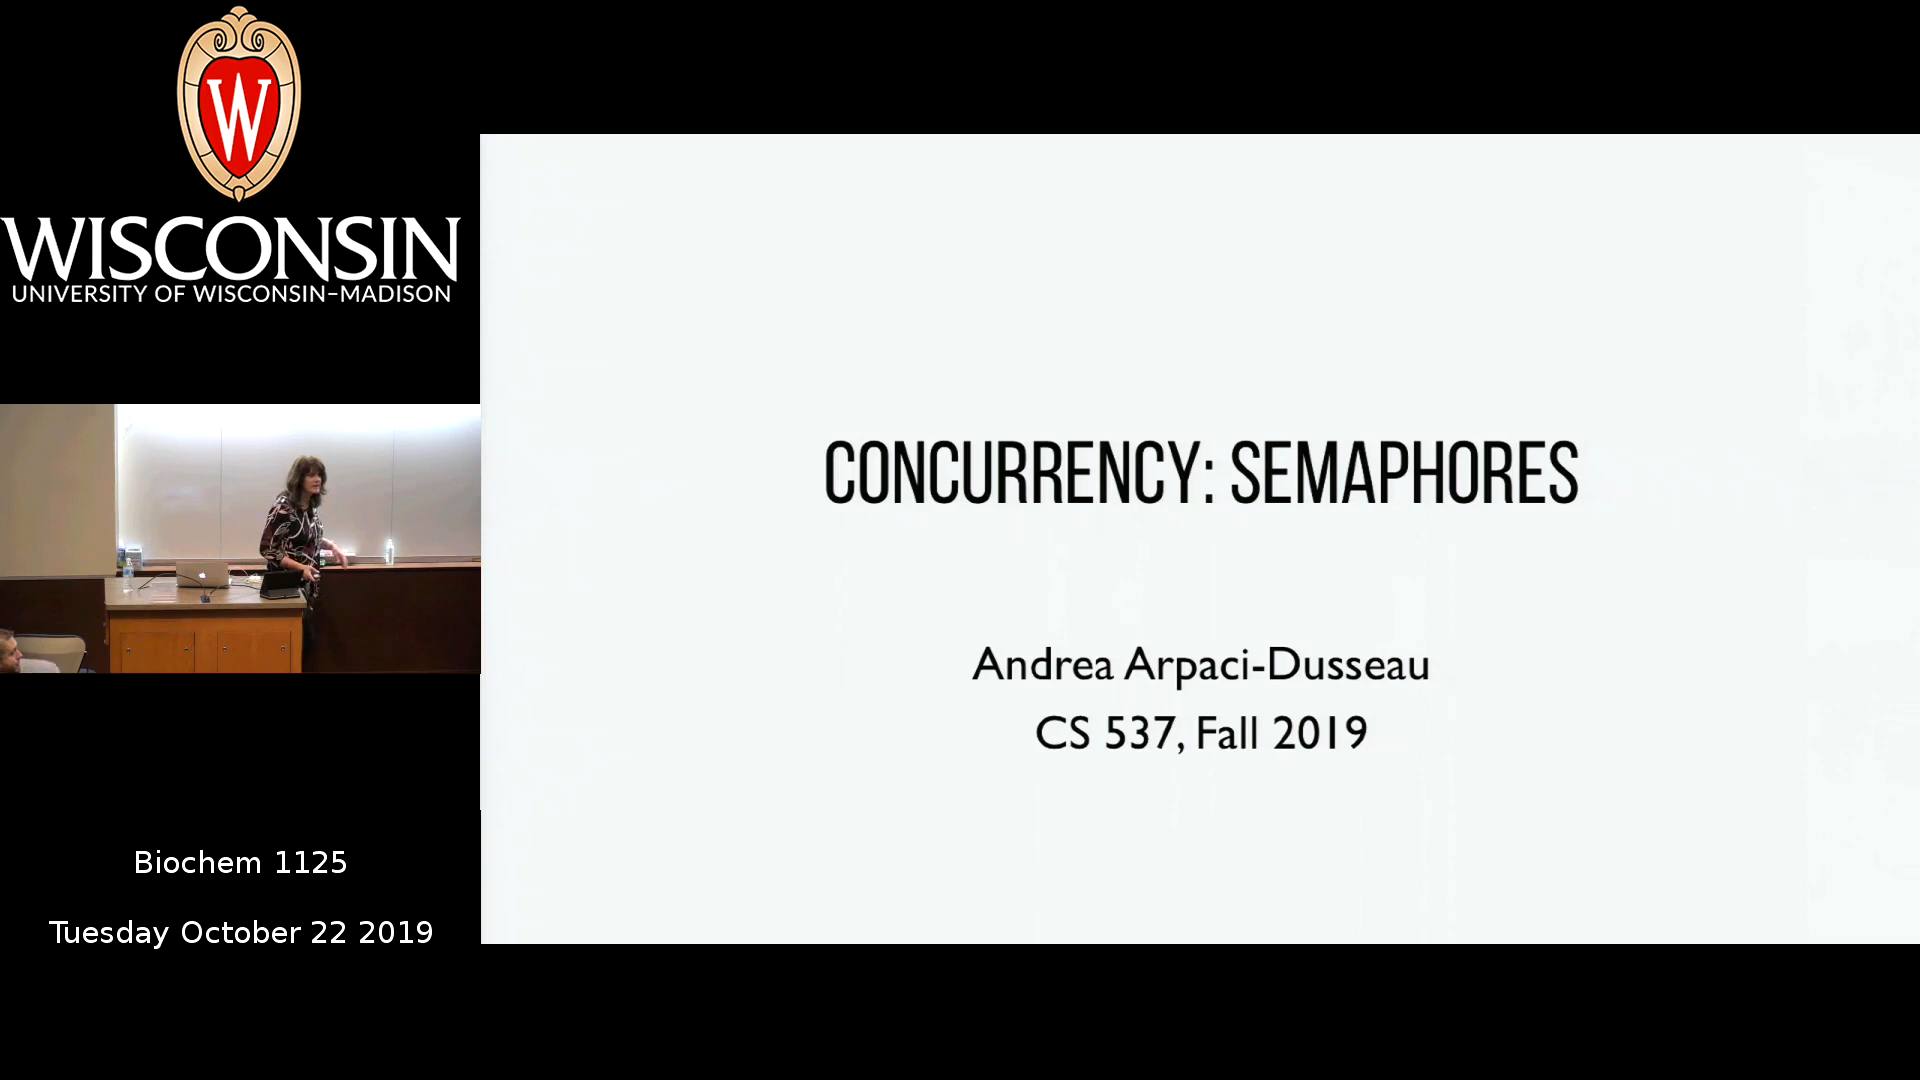 W
WISCONSIN
UNIVERSITY OF WISCONSIN–MADISON
CONCURRENCY: SEMAPHORES
Andrea Arpaci-Dusseau
CS 537, Fall 2019
Biochem 1125
Tuesday October 22 2019